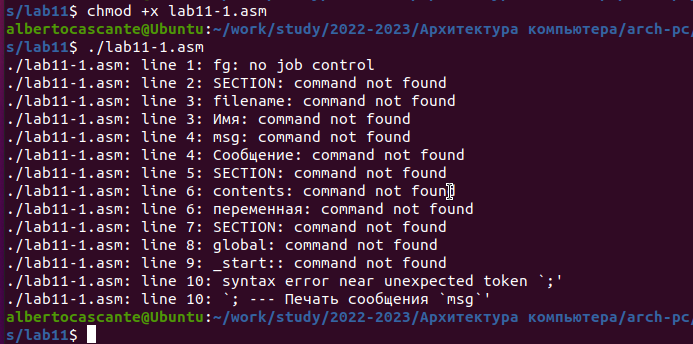 s/lab11$ chmod +x lab11-1.asm
albertocascante@Ubuntu:~/work/study/2022-2023/Архитектура компьютера/arch-pc/
s/lab11$ ./lab11-1.asm
./lab11-1.asm: line 1: fg: no job control
./lab11-1.asm: line 2: SECTION: command not found
./lab11-1.asm: line 3: filename: command not found
./lab11-1.asm: line 3: Имя: command not found
./lab11-1.asm: line 4: msg: command not found
./lab11-1.asm: line 4: Сообщение: command not found
./lab11-1.asm: line 5: SECTION: command not found
./lab11-1.asm: line 6: contents: command not found
./lab11-1.asm: line 6: переменная: command not found
./lab11-1.asm: line 7: SECTION: command not found
./lab11-1.asm: line 8: global: command not found
./lab11-1.asm: line 9: _start:: command not found
./lab11-1.asm: line 10: syntax error near unexpected token `;'
./lab11-1.asm: line 10: `; --- Печать сообщения `msg`'
albertocascante@Ubuntu:~/work/study/2022-2023/Архитектура компьютера/arch-pc/
s/lab11$